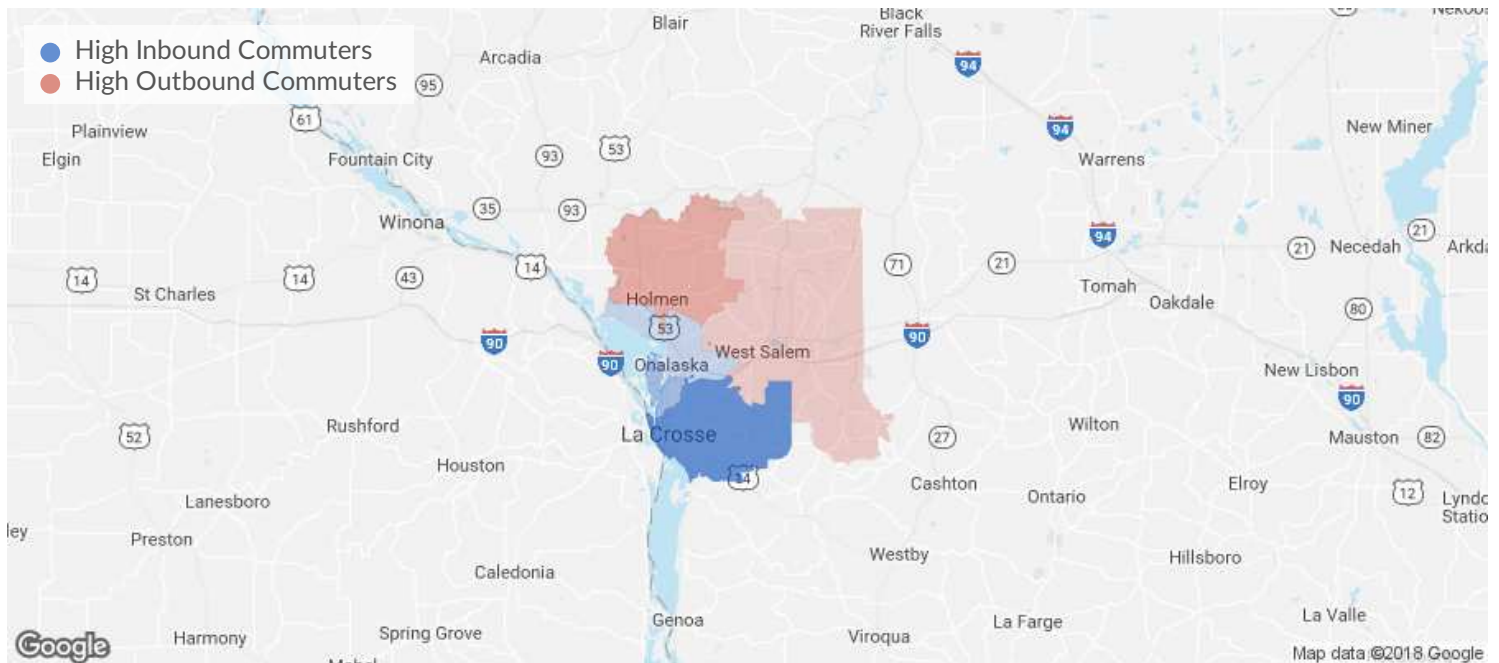 High Inbound Commuters
High Outbound Commuters
Blair
Black
River Falls
Arcadia
94
95
61
Plainview
Elgin
Fountain City
93
53
94
Warrens
New Miner
Winona
35
93
94
21
Necedah
21
14
14
43
14
St Charles
71
21
Tomah
Oakdale
80
Holmen
53
90
90
Onalaska
West Salem
90
New Lisbon
90
52
Rushford
La Crosse
27
Wilton
Mauston
82
Houston
14
Cashton
Ontario
Elroy
12
Lanesboro
Preston
Westby
Hillsboro
Caledonia
Genoa
La Farge
La Valle
Google
Harmony
Spring Grove
Viroqua
Map data ©2018 Google